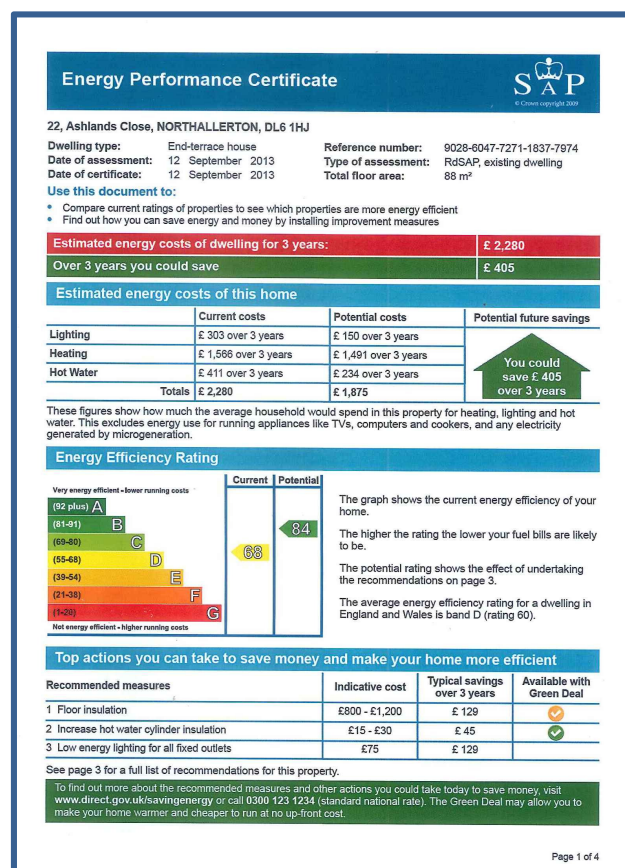 Energy Performance Certificate
SAP
© Crown copyright 2009
22, Ashlands Close, NORTHALLERTON, DL6 1HJ
Dwelling type: End-terrace house
Date of assessment: 12 September 2013
Date of certificate: 12 September 2013
Reference number: 9028-6047-7271-1837-7974
Type of assessment: RdSAP, existing dwelling
Total floor area: 88 m²
Use this document to:
• Compare current ratings of properties to see which properties are more energy efficient
• Find out how you can save energy and money by installing improvement measures
Estimated energy costs of dwelling for 3 years: £ 2,280
Over 3 years you could save £ 405
Estimated energy costs of this home
Current costs Potential costs Potential future savings
Lighting £ 303 over 3 years £ 150 over 3 years
Heating £ 1,566 over 3 years £ 1,491 over 3 years
Hot Water £ 411 over 3 years £ 234 over 3 years
Totals £ 2,280 £ 1,875
You could
save £ 405
over 3 years
These figures show how much the average household would spend in this property for heating, lighting and hot
water. This excludes energy use for running appliances like TVs, computers and cookers, and any electricity
generated by microgeneration.
Energy Efficiency Rating
Current Potential
Very energy efficient - lower running costs
(92 plus) A
(81-91) B
(69-80) C
(55-68) D
(39-54) E
(21-38) F
(1-20) G
Not energy efficient - higher running costs
68
84
The graph shows the current energy efficiency of your
home.
The higher the rating the lower your fuel bills are likely
to be.
The potential rating shows the effect of undertaking
the recommendations on page 3.
The average energy efficiency rating for a dwelling in
England and Wales is band D (rating 60).
Top actions you can take to save money and make your home more efficient
Recommended measures Indicative cost Typical savings over 3 years Available with Green Deal
1 Floor insulation £800 - £1,200 £ 129
2 Increase hot water cylinder insulation £15 - £30 £ 45
3 Low energy lighting for all fixed outlets £75 £ 129
See page 3 for a full list of recommendations for this property.
To find out more about the recommended measures and other actions you could take today to save money, visit
www.direct.gov.uk/savingenergy or call 0300 123 1234 (standard national rate). The Green Deal may allow you to
make your home warmer and cheaper to run at no up-front cost.
Page 1 of 4